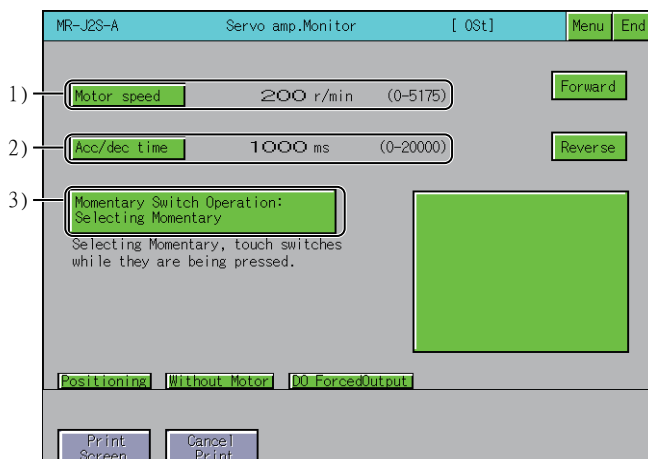 MR-J2S-A Servo amp.Monitor [ OSt] Menu End
1) Motor speed 200 r/min (0-5175) Forward
2) Acc/dec time 1000 ms (0-20000) Reverse
3) Momentary Switch Operation:
Selecting Momentary
Selecting Momentary, touch switches
while they are being pressed.
Positioning Without Motor DO ForcedOutput
Print Cancel
Screen Print